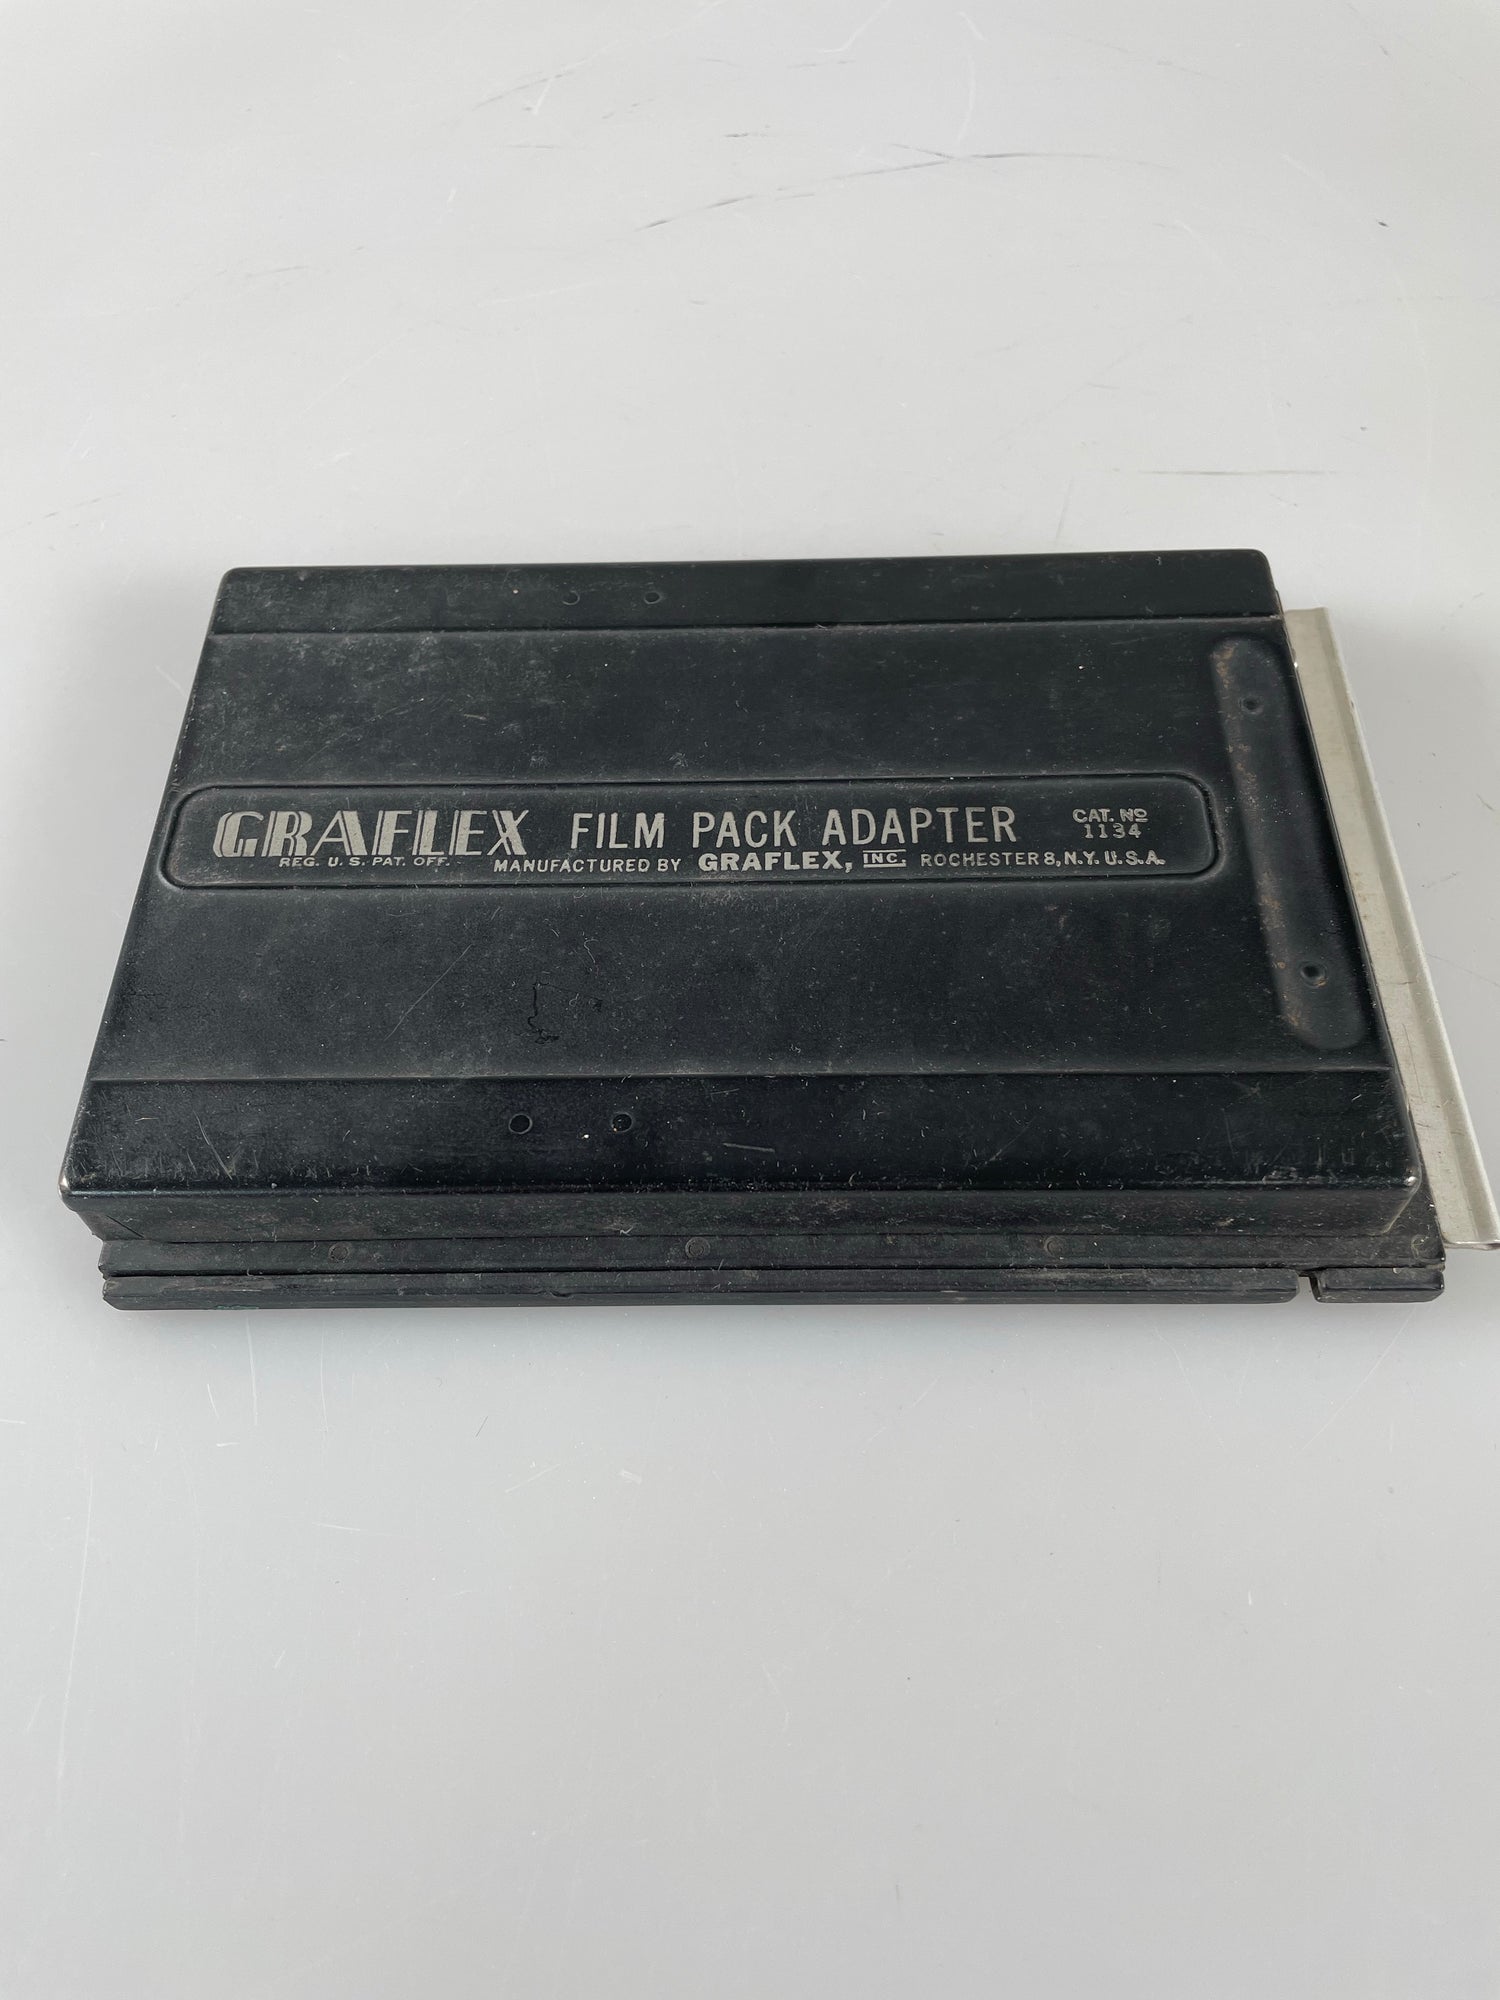 GRAFLEX FILM PACK ADAPTER CAT. No 1134
REG. U. S. PAT. OFF. MANUFACTURED BY GRAFLEX, INC. ROCHESTER 8, N.Y. U.S.A.